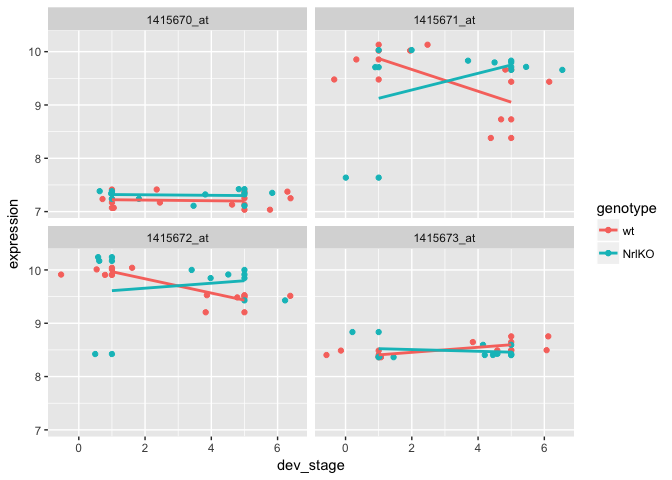 1415670_at
1415671_at
10
9
8
7
expression
genotype
wt
NrlKO
1415672_at
1415673_at
10
9
8
7
0
2
4
6
0
2
4
6
dev_stage